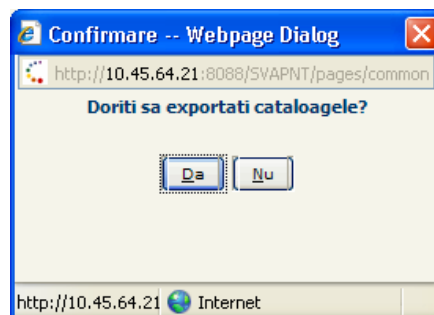 Confirmare -- Webpage Dialog
http://10.45.64.21:8088/SVAPNT/pages/common
Doriti sa exportati cataloagele?
Da Nu
http://10.45.64.21 Internet